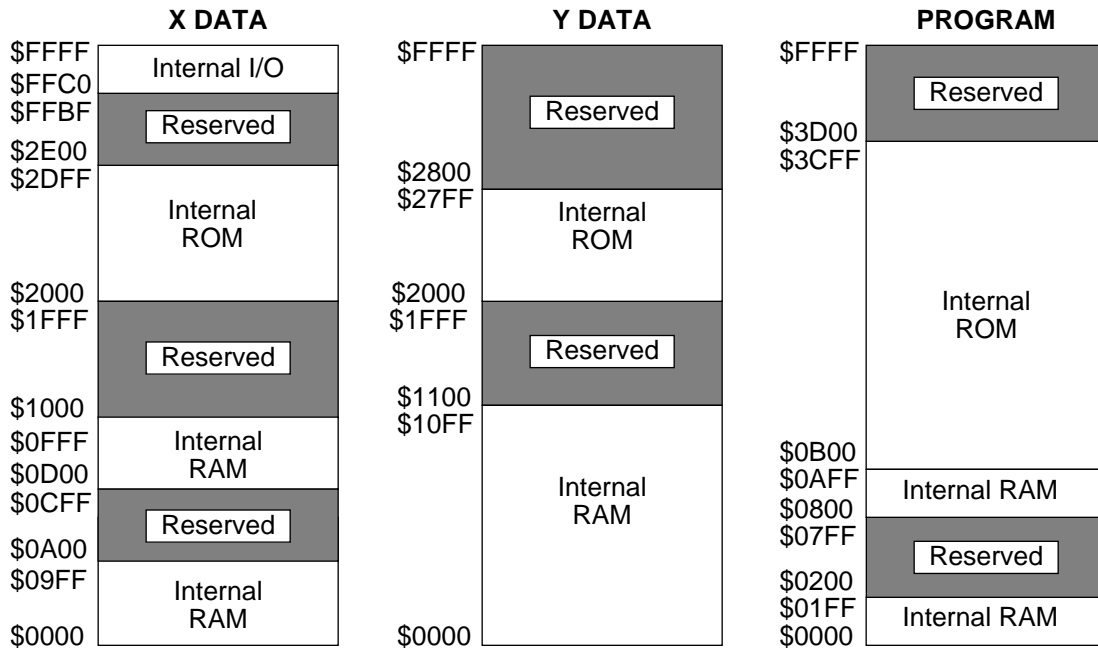 X DATA
$FFFF
Internal I/O
$FFC0
$FFBF
Reserved
$2E00
$2DFF
Internal
ROM
$2000
$1FFF
Reserved
$1000
$0FFF
Internal
RAM
$0D00
$0CFF
Reserved
$0A00
$09FF
Internal
RAM
$0000
Y DATA
$FFFF
Reserved
$2800
$27FF
Internal
ROM
$2000
$1FFF
Reserved
$1100
$10FF
Internal
RAM
$0000
PROGRAM
$FFFF
Reserved
$3D00
$3CFF
Internal
ROM
$0B00
$0AFF
Internal RAM
$0800
$07FF
Reserved
$0200
$01FF
Internal RAM
$0000